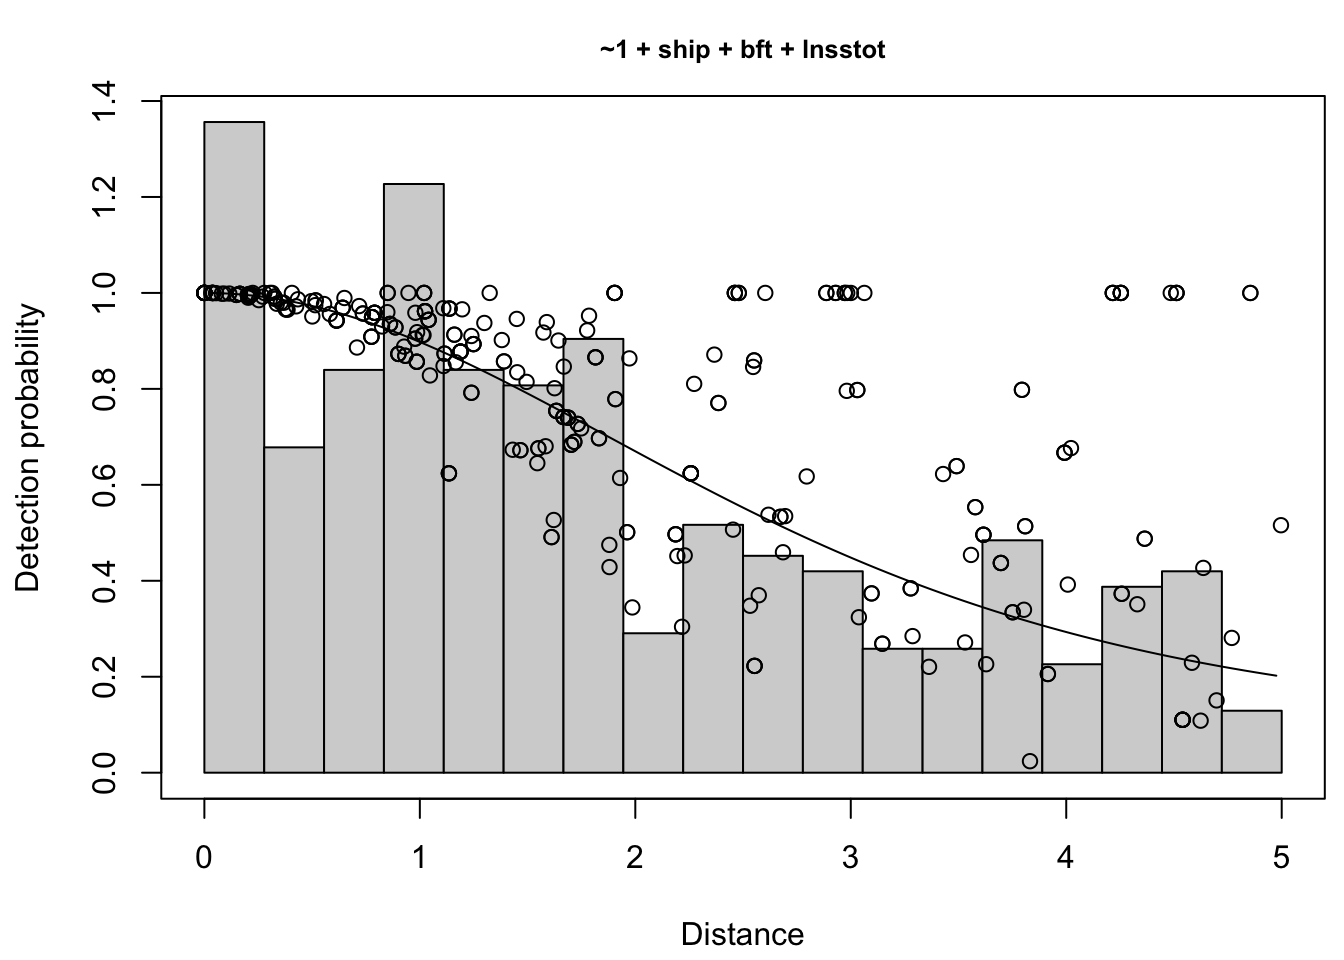 ~1 + ship + bft + lnsstot
Detection probability
1.4
1.2
1.0
0.8
0.6
0.4
0.2
0.0
0 1 2 3 4 5
Distance